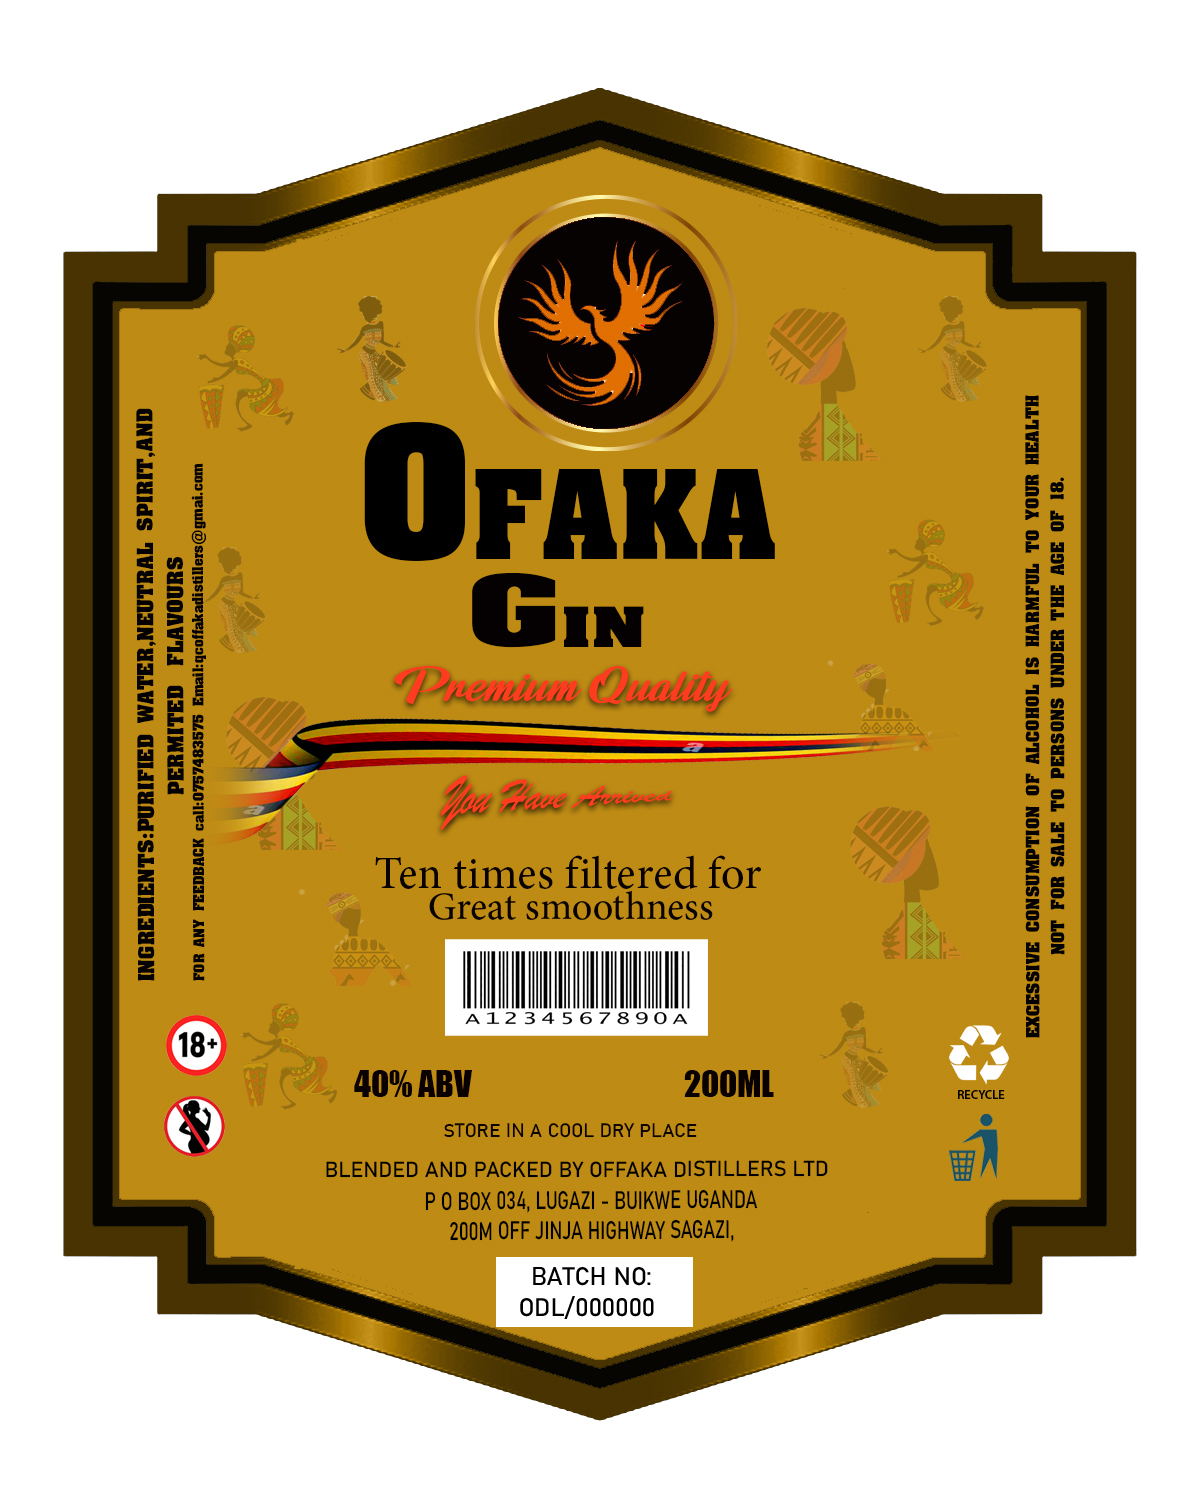 OFAKA
GIN
Premium Quality
a
a
You Have Arrived
Ten times filtered for
Great smoothness
A1234567890A
40% ABV
200ML
STORE IN A COOL DRY PLACE
BLENDED AND PACKED BY OFFAKA DISTILLERS LTD
P O BOX 034, LUGAZI - BUIKWE UGANDA
200M OFF JINJA HIGHWAY SAGAZI,
BATCH NO:
ODL/000000
INGREDIENTS:PURIFIED WATER,NEUTRAL SPIRIT,AND
PERMITED FLAVOURS
FOR ANY FEEDBACK call:0757483575 Email:qcoffakadistillers@gmai.com
18+
EXCESSIVE CONSUMPTION OF ALCOHOL IS HARMFUL TO YOUR HEALTH
NOT FOR SALE TO PERSONS UNDER THE AGE OF 18.
RECYCLE